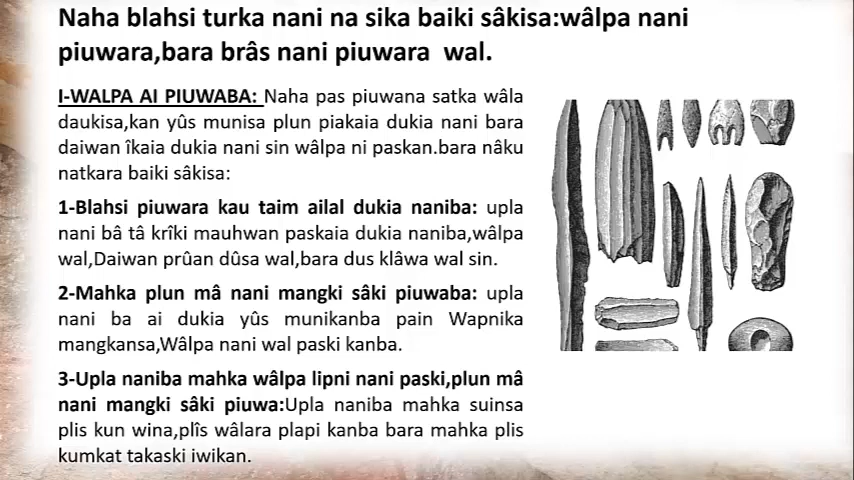 Naha blahsi turka nani na sika baiki sâkisa:wâlpa nani
piuwara,bara brâs nani piuwara wal.
I-WALPA AI PIUWABA: Naha pas piuwana satka wâla
daukisa,kan yûs munisa plun piakaia dukia nani bara
daiwan îkaia dukia nani sin wâlpa ni paskan.bara nâku
natkara baiki sâkisa:
1-Blahsi piuwara kau taim ailal dukia naniba: upla
nani bâ tâ krîki mauhwan paskaia dukia naniba,wâlpa
wal,Daiwan prûan dûsa wal,bara dus klâwa wal sin.
2-Mahka plun mâ nani mangki sâki piuwaba: upla
nani ba ai dukia yûs munikanba pain Wapnika
mangkansa,Wâlpa nani wal paski kanba.
3-Upla naniba mahka wâlpa lipni nani paski,plun mâ
nani mangki sâki piuwa:Upla naniba mahka suinsa
plis kun wina,plîs wâlara plapi kanba bara mahka plis
kumkat takaski iwikan.